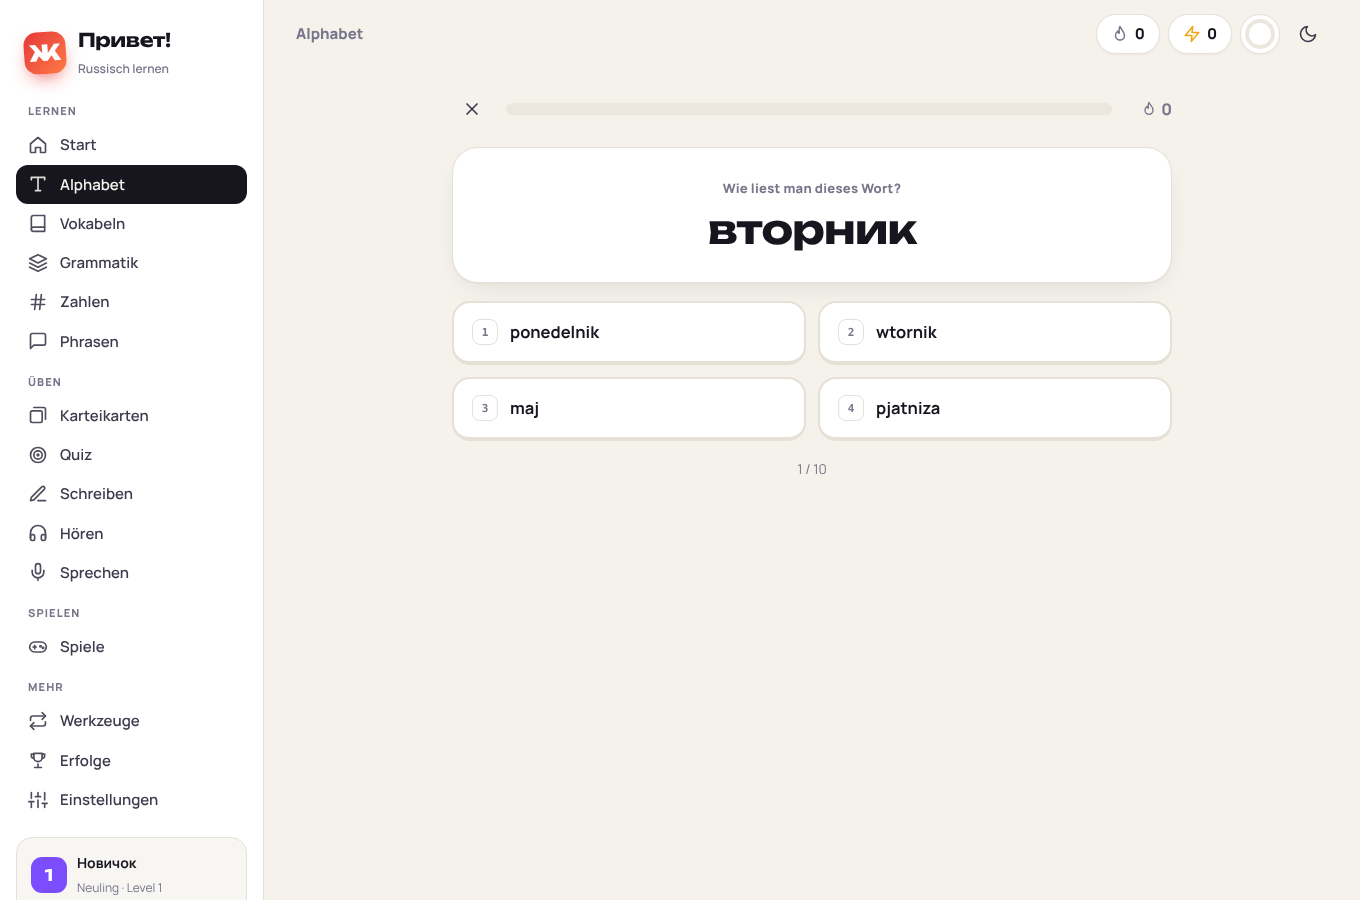 Ж
Привет!
Russisch lernen
LERNEN
Start
Alphabet
Vokabeln
Grammatik
Zahlen
Phrasen
ÜBEN
Karteikarten
Quiz
Schreiben
Hören
Sprechen
SPIELEN
Spiele
MEHR
Werkzeuge
Erfolge
Einstellungen
1
Новичок
Neuling · Level 1
Alphabet
0
0
0
Wie liest man dieses Wort?
вторник
1 ponedelnik
2 wtornik
3 maj
4 pjatniza
1 / 10